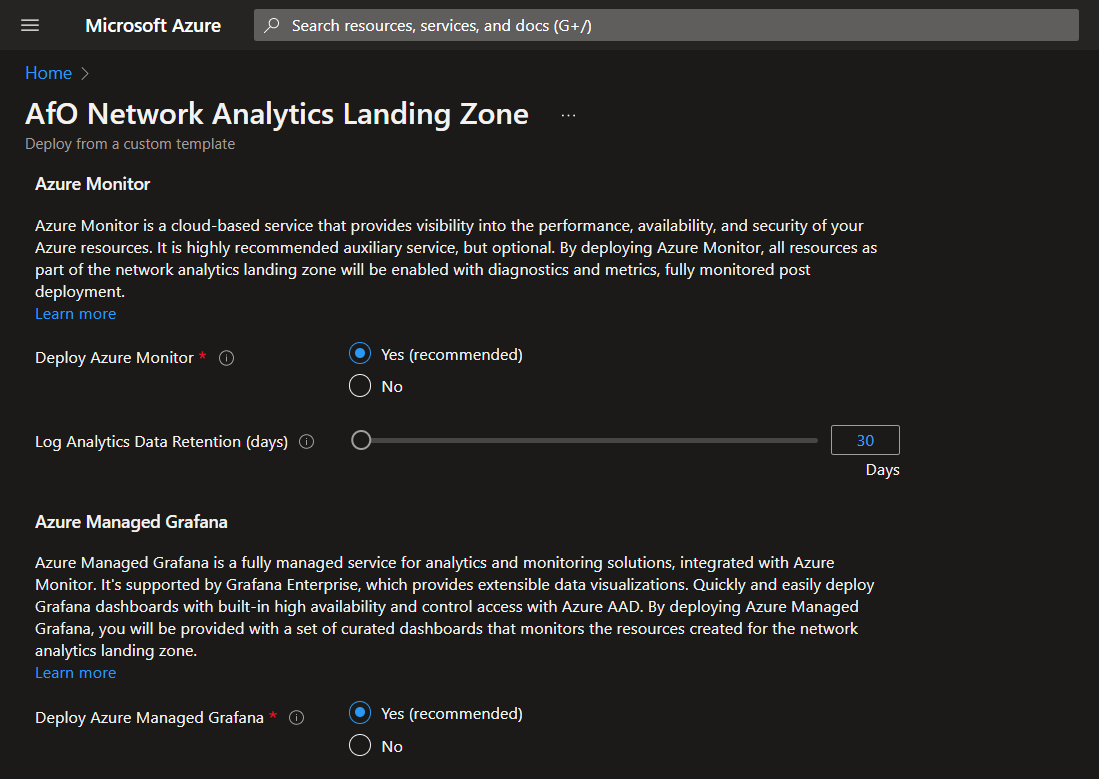 Microsoft Azure
Search resources, services, and docs (G+/)
Home
AfO Network Analytics Landing Zone
...
Deploy from a custom template
Azure Monitor
Azure Monitor is a cloud-based service that provides visibility into the performance, availability, and security of your
Azure resources. It is highly recommended auxiliary service, but optional. By deploying Azure Monitor, all resources as
part of the network analytics landing zone will be enabled with diagnostics and metrics, fully monitored post
deployment.
Learn more
Deploy Azure Monitor *
Yes (recommended)
No
Log Analytics Data Retention (days)
30
Days
Azure Managed Grafana
Azure Managed Grafana is a fully managed service for analytics and monitoring solutions, integrated with Azure
Monitor. It's supported by Grafana Enterprise, which provides extensible data visualizations. Quickly and easily deploy
Grafana dashboards with built-in high availability and control access with Azure AAD. By deploying Azure Managed
Grafana, you will be provided with a set of curated dashboards that monitors the resources created for the network
analytics landing zone.
Learn more
Deploy Azure Managed Grafana *
Yes (recommended)
No